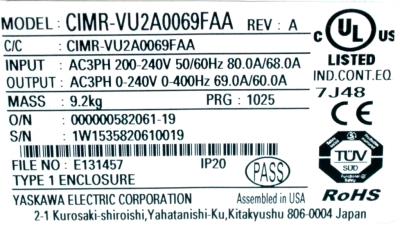 MODEL : CIMR-VU2A0069FAA REV : A
C/C : CIMR-VU2A0069FAA
INPUT : AC3PH 200-240V 50/60Hz 80.0A/68.0A
OUTPUT : AC3PH 0-240V 0-400Hz 69.0A/60.0A
MASS : 9.2kg PRG : 1025
O/N : 000000582061-19
S/N : 1W1535820610019
FILE NO : E131457 IP20
TYPE 1 ENCLOSURE
PASS
YASKAWA ELECTRIC CORPORATION Assembled in USA
2-1 Kurosaki-shiroishi,Yahatanishi-Ku,Kitakyushu 806-0004 Japan
C UL US
LISTED
IND.CONT.EQ
7J48
TÜV
SÜD
RoHS